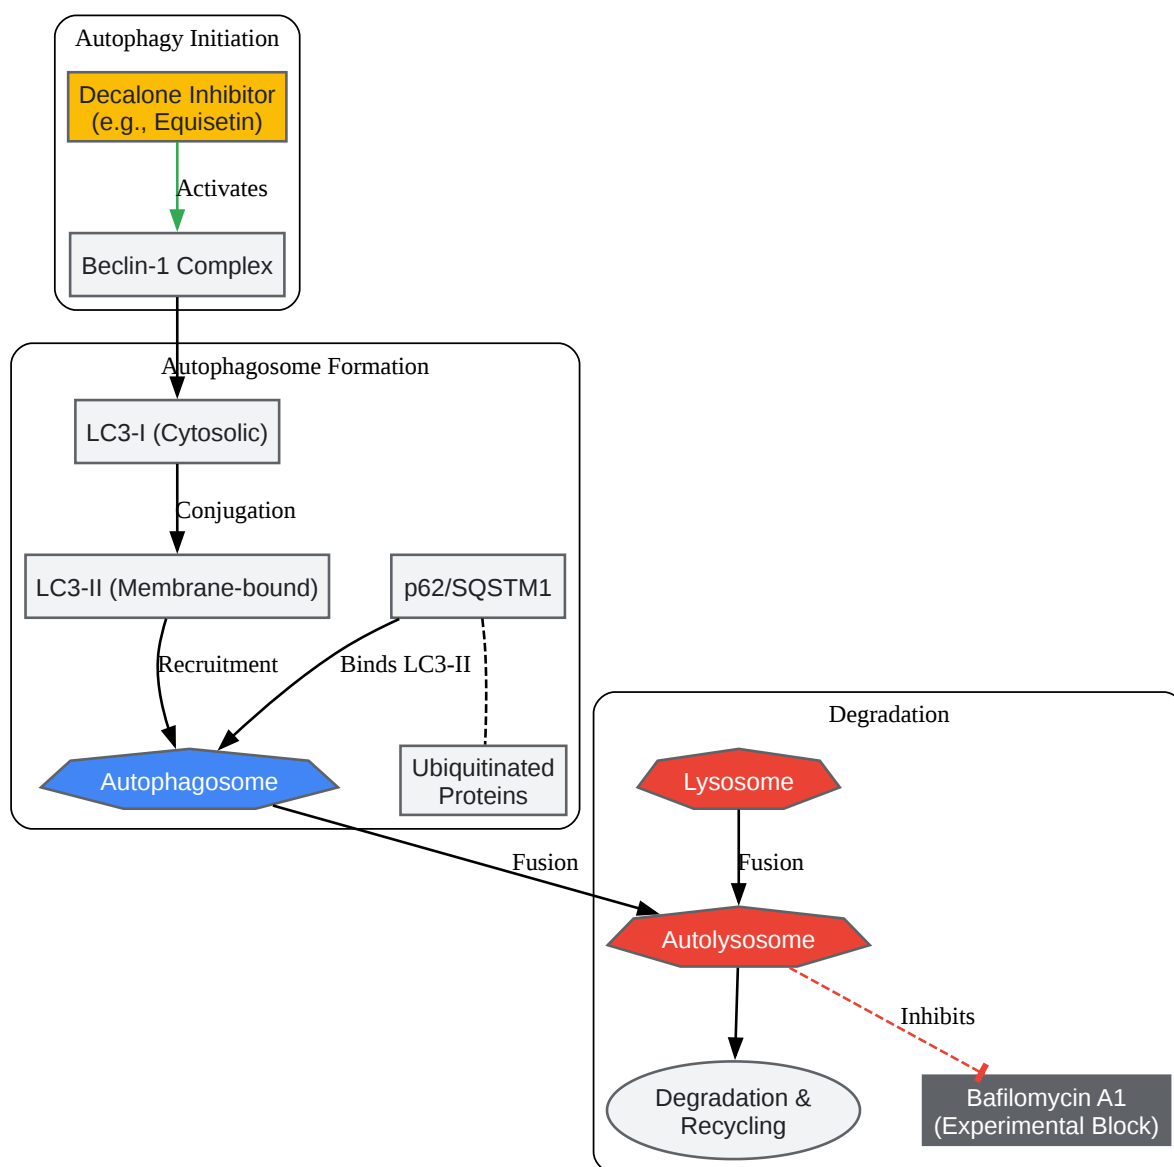 Autophagy Initiation
Decalone Inhibitor
(e.g., Equisetin)
Activates
Beclin-1 Complex
Autophagosome Formation
LC3-I (Cytosolic)
Conjugation
LC3-II (Membrane-bound)
p62/SQSTM1
Recruitment
Binds LC3-II
Autophagosome
Ubiquitinated
Proteins
Fusion
Degradation
Lysosome
Fusion
Autolysosome
Inhibits
Degradation &
Recycling
Bafilomycin A1
(Experimental Block)